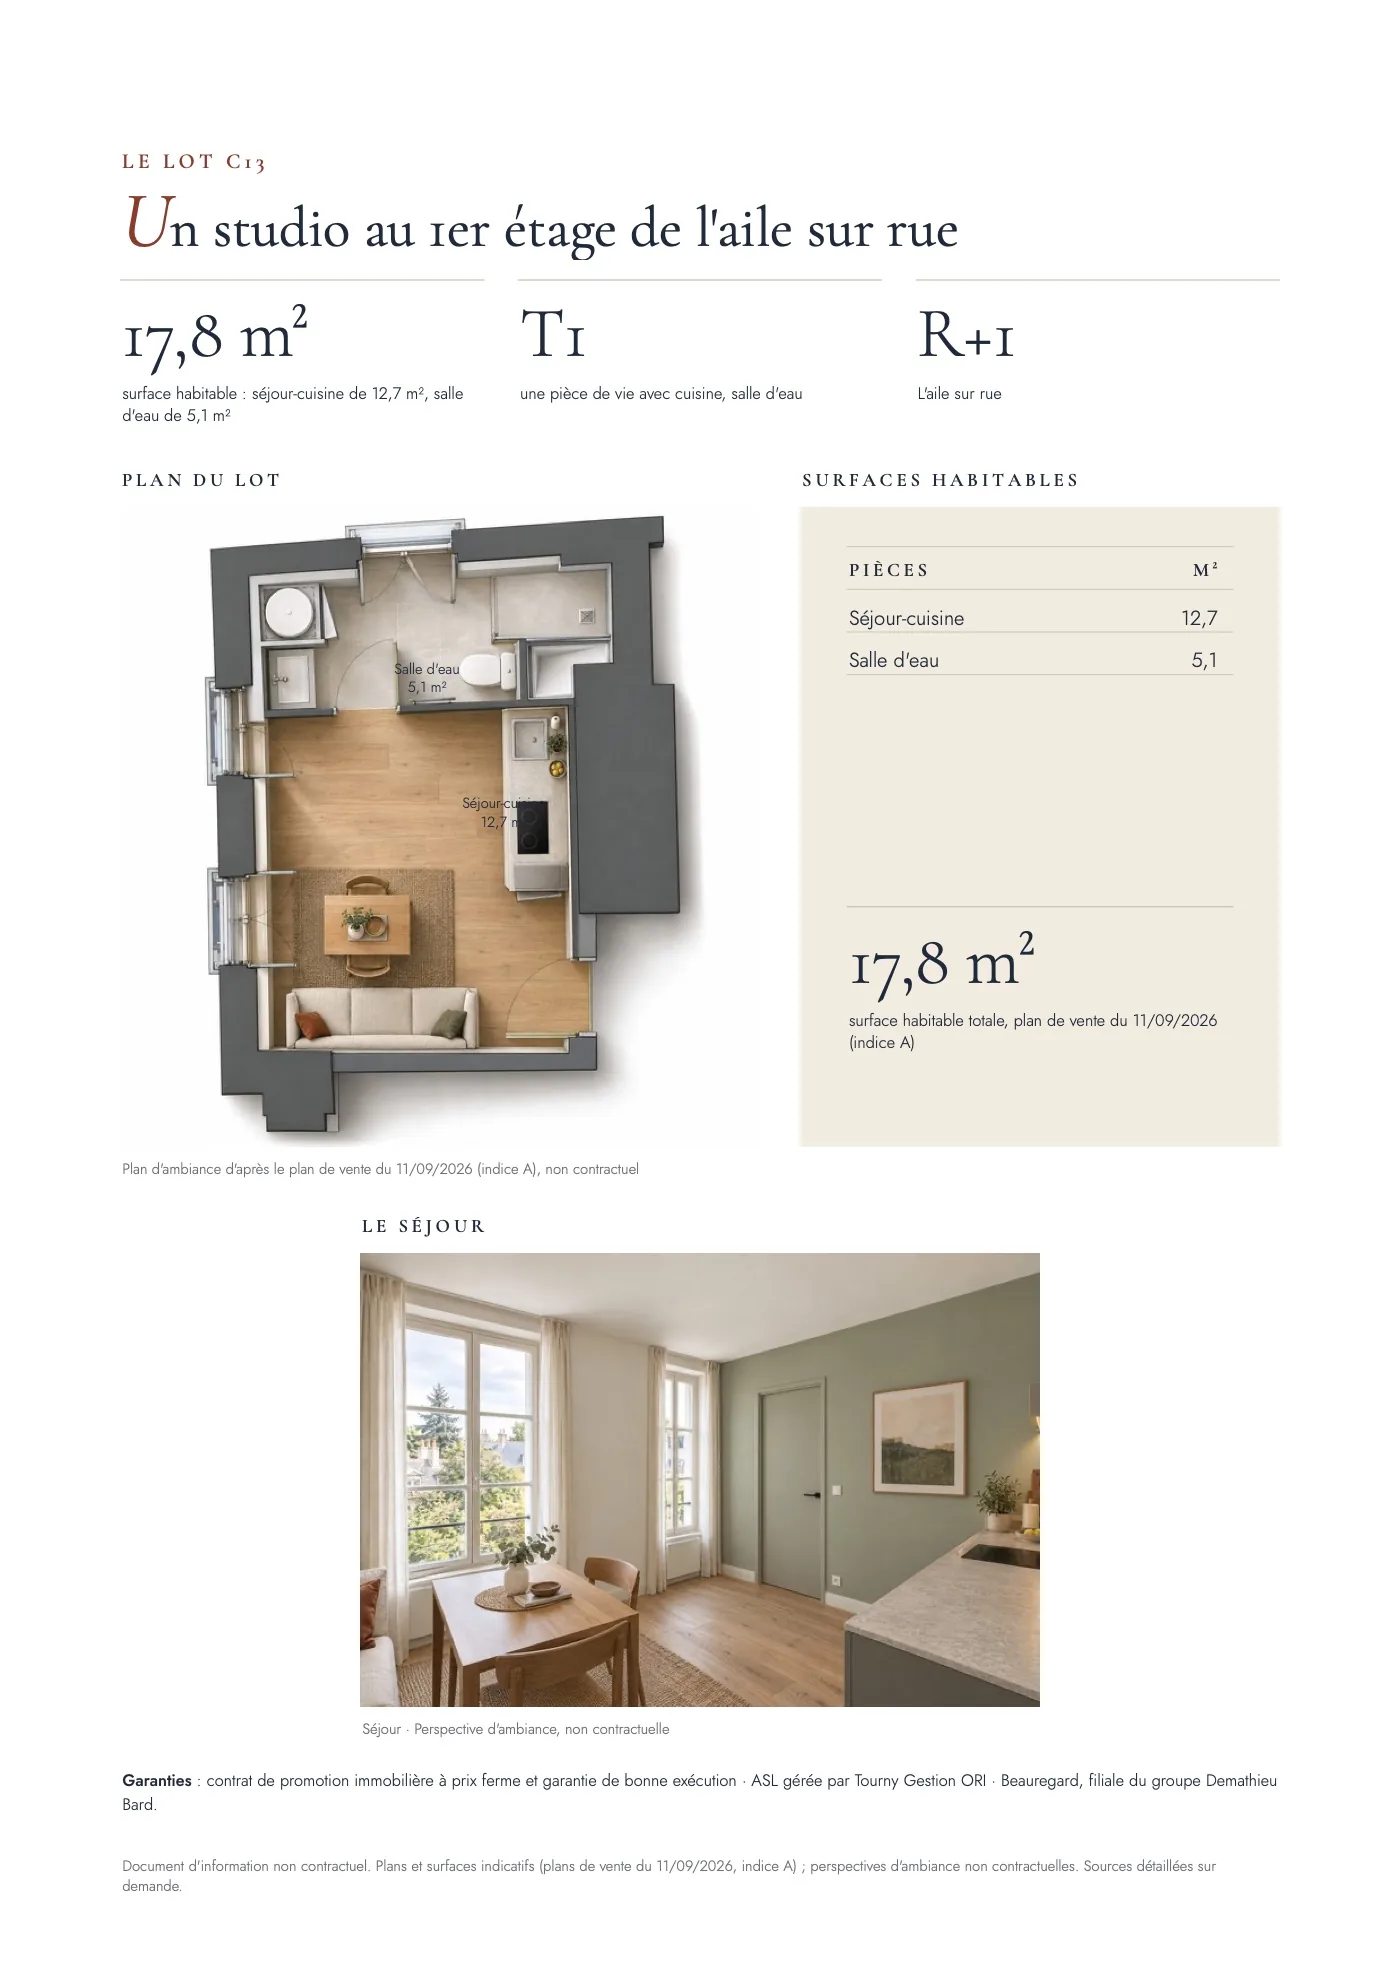 LE LOT C13
Un studio au 1er étage de l'aile sur rue
17,8 m²
surface habitable : séjour-cuisine de 12,7 m², salle
d'eau de 5,1 m²
T1
une pièce de vie avec cuisine, salle d'eau
R+1
L'aile sur rue
PLAN DU LOT
Salle d'eau
5,1 m²
Séjour-cuisine
12,7 m
Plan d'ambiance d'après le plan de vente du 11/09/2026 (indice A), non contractuel
SURFACES HABITABLES
PIÈCES M²
Séjour-cuisine 12,7
Salle d'eau 5,1
17,8 m²
surface habitable totale, plan de vente du 11/09/2026
(indice A)
LE SÉJOUR
Séjour · Perspective d'ambiance, non contractuelle
Garanties : contrat de promotion immobilière à prix ferme et garantie de bonne exécution · ASL gérée par Tourny Gestion ORI · Beauregard, filiale du groupe Demathieu
Bard.
Document d'information non contractuel. Plans et surfaces indicatifs (plans de vente du 11/09/2026, indice A) ; perspectives d'ambiance non contractuelles. Sources détaillées sur
demande.